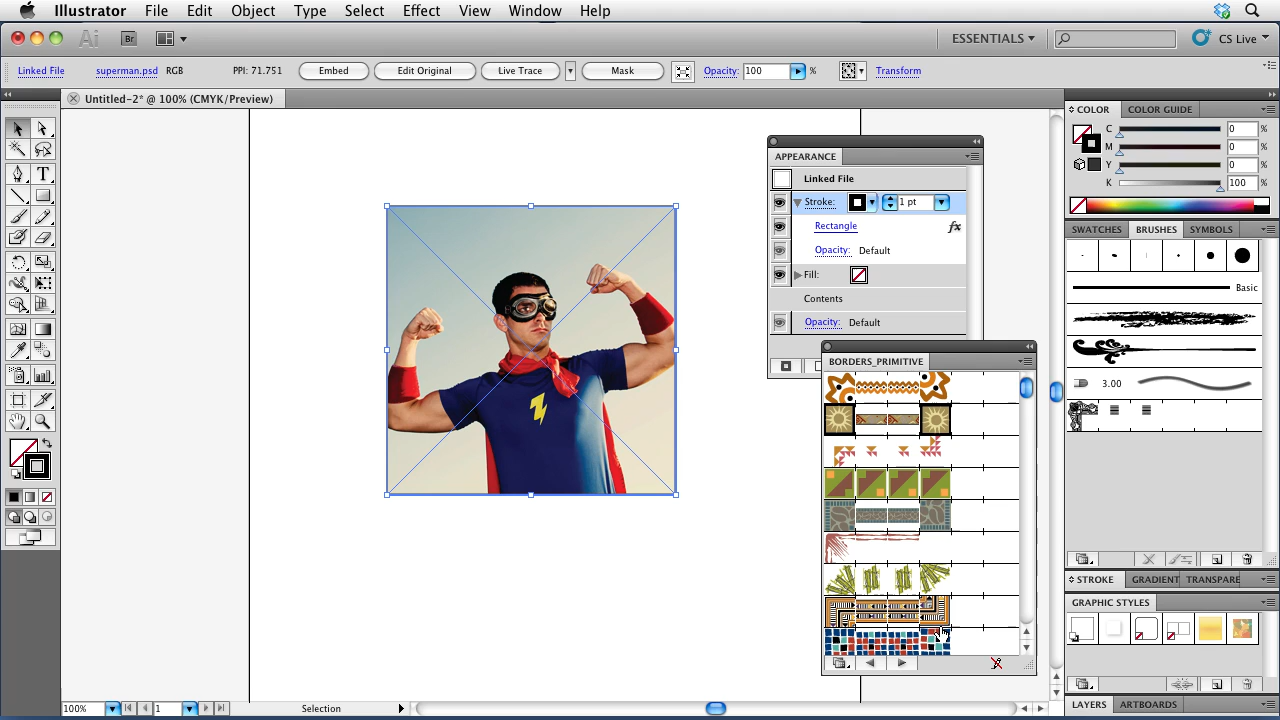 Illustrator File Edit Object Type Select Effect View Window Help
Ai Br ESSENTIALS CS Live
Linked File superman.psd RGB PPI: 71.751 Embed Edit Original Live Trace Mask Opacity: 100 % Transform
Untitled-2* @ 100% (CMYK/Preview)
COLOR COLOR GUIDE
C 0 %
M 0 %
Y 0 %
K 100 %
APPEARANCE
Linked File
Stroke: 1 pt
Rectangle fx
Opacity: Default
Fill:
Contents
Opacity: Default
BORDERS_PRIMITIVE
SWATCHES BRUSHES SYMBOLS
Basic
3.00
STROKE GRADIENT TRANSPARE
GRAPHIC STYLES
LAYERS ARTBOARDS
T
100% 1 Selection